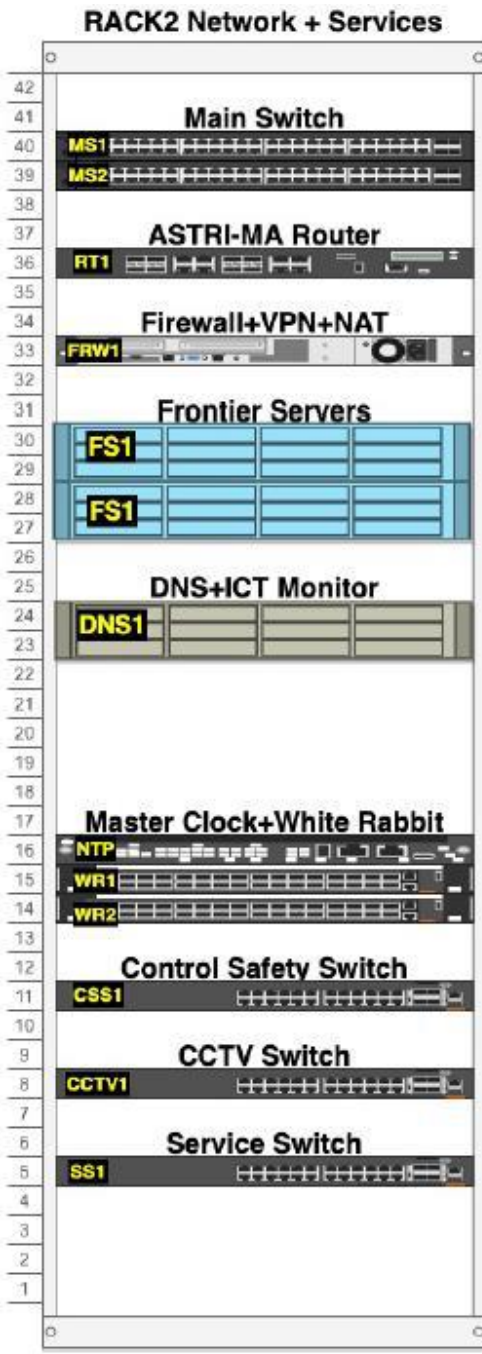 RACK2 Network + Services
42
41 Main Switch
40 MS1
39 MS2
38
37 ASTRI-MA Router
36 RT1
35
34 Firewall+VPN+NAT
33 FRW1
32
31 Frontier Servers
30 FS1
29
28 FS1
27
26
25 DNS+ICT Monitor
24 DNS1
23
22
21
20
19
18
17 Master Clock+White Rabbit
16 NTP
15 WR1
14 WR2
13
12 Control Safety Switch
11 CSS1
10
9 CCTV Switch
8 CCTV1
7
6 Service Switch
5 SS1
4
3
2
1